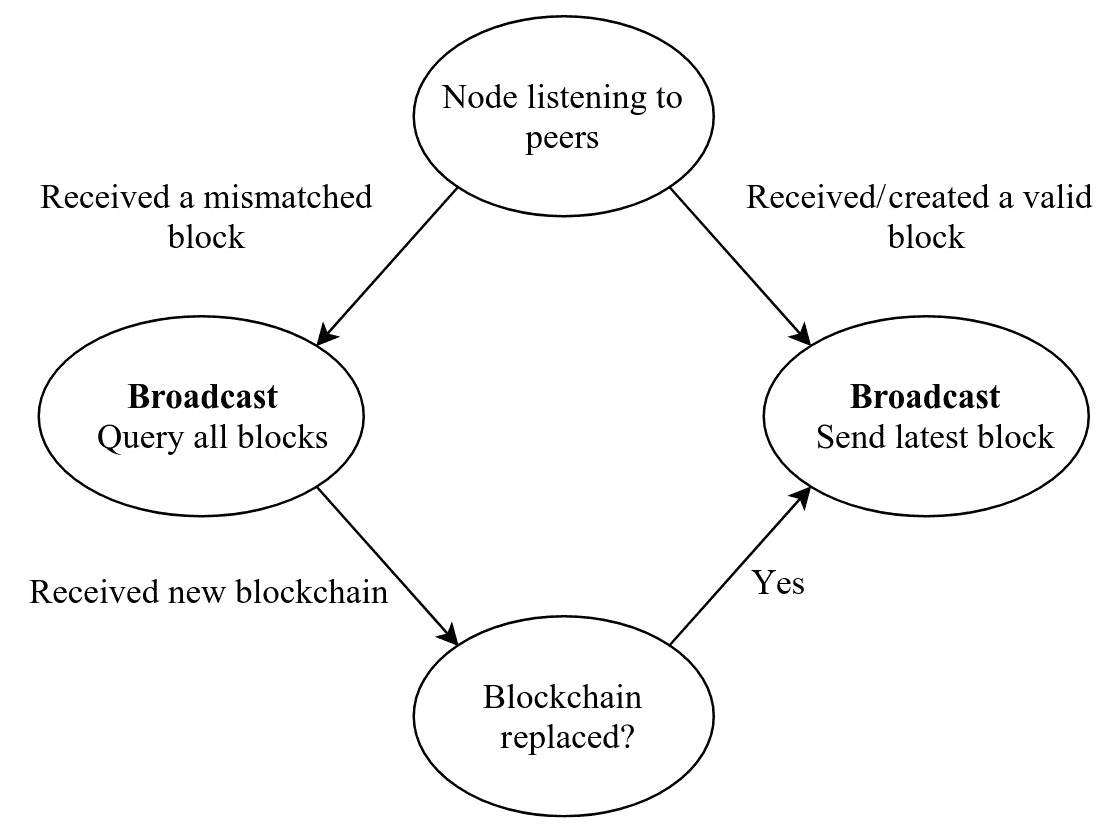 Node listening to
peers
Received a mismatched
block
Received/created a valid
block
Broadcast
Query all blocks
Broadcast
Send latest block
Received new blockchain
Yes
Blockchain
replaced?